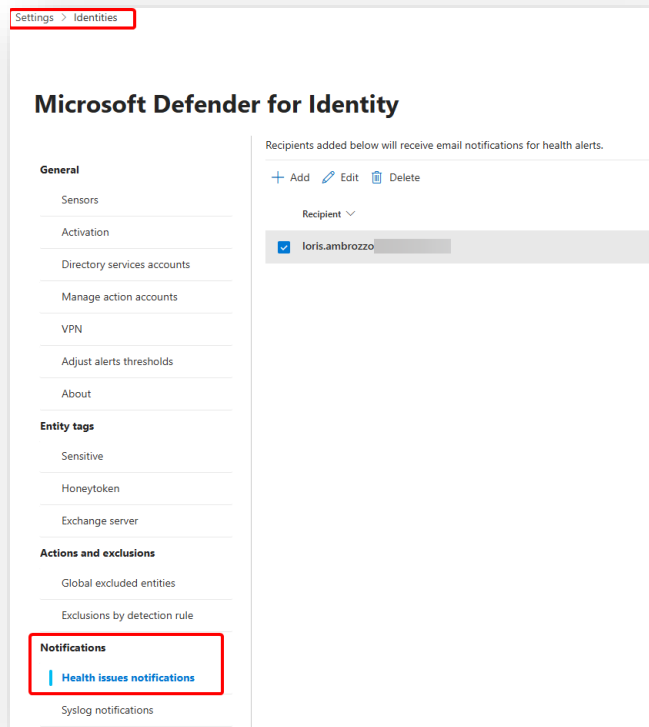 Settings > Identities
Microsoft Defender for Identity
General
Sensors
Activation
Directory services accounts
Manage action accounts
VPN
Adjust alerts thresholds
About
Entity tags
Sensitive
Honeytoken
Exchange server
Actions and exclusions
Global excluded entities
Exclusions by detection rule
Notifications
Health issues notifications
Syslog notifications
Recipients added below will receive email notifications for health alerts.
Add Edit Delete
Recipient
loris.ambrozzo